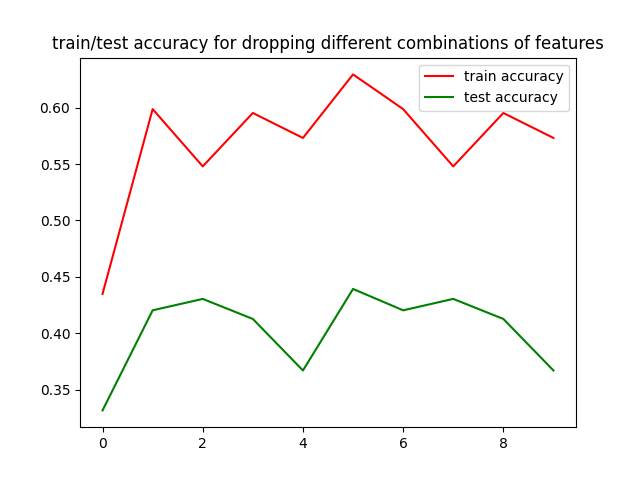 train/test accuracy for dropping different combinations of features
train accuracy
test accuracy
0.60
0.55
0.50
0.45
0.40
0.35
0 2 4 6 8